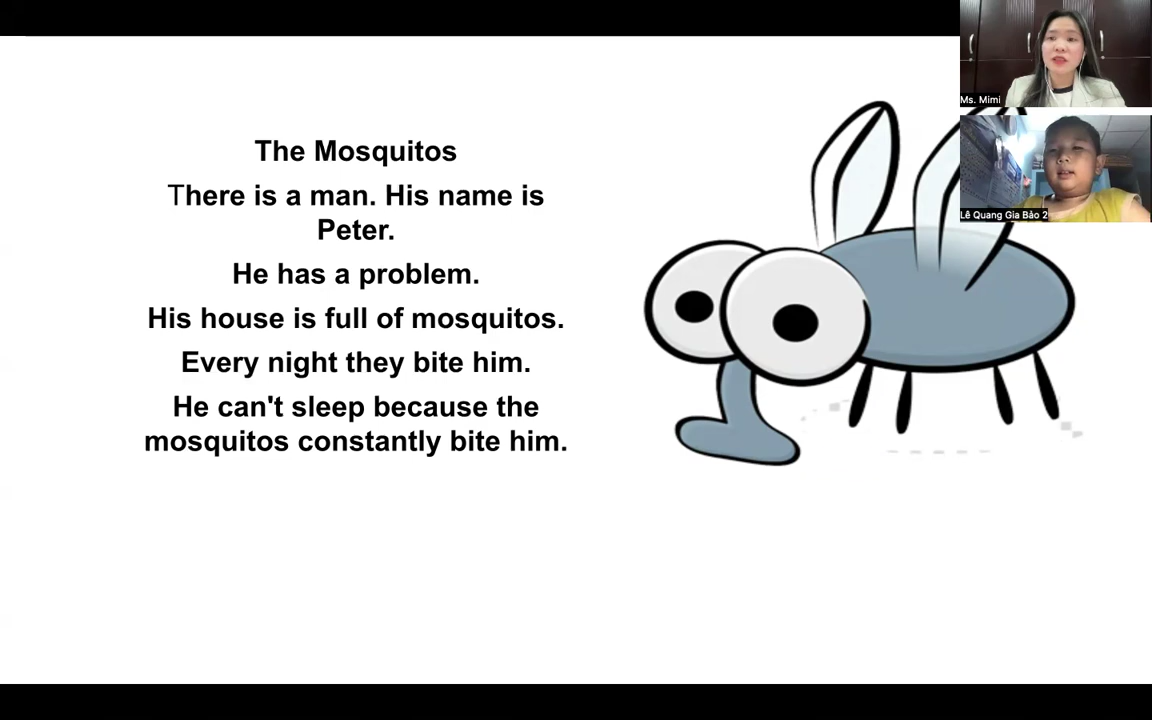 The Mosquitos
There is a man. His name is
Peter.
He has a problem.
His house is full of mosquitos.
Every night they bite him.
He can't sleep because the
mosquitos constantly bite him.
Ms. Mimi
Lê Quang Gia Bảo 2